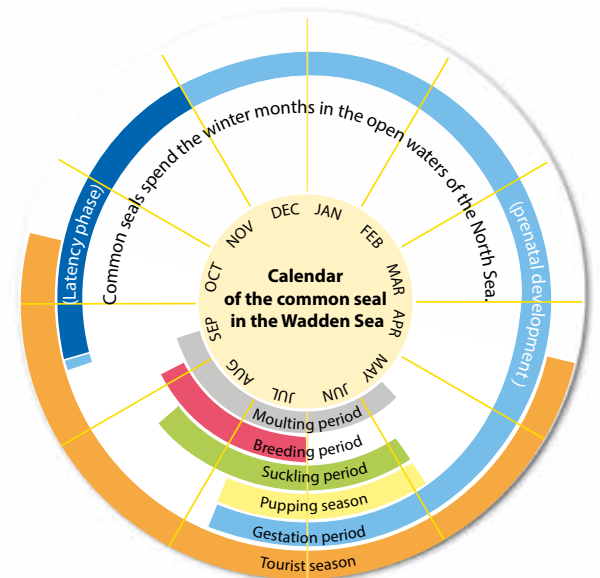 Common seals spend the winter months in the open waters of the North Sea.
(Latency phase)
(prenatal development)
DEC
JAN
NOV
FEB
OCT
MAR
SEP
APR
AUG
MAY
JUL
JUN
Calendar
of the common seal
in the Wadden Sea
Moulting period
Breeding period
Suckling period
Pupping season
Gestation period
Tourist season